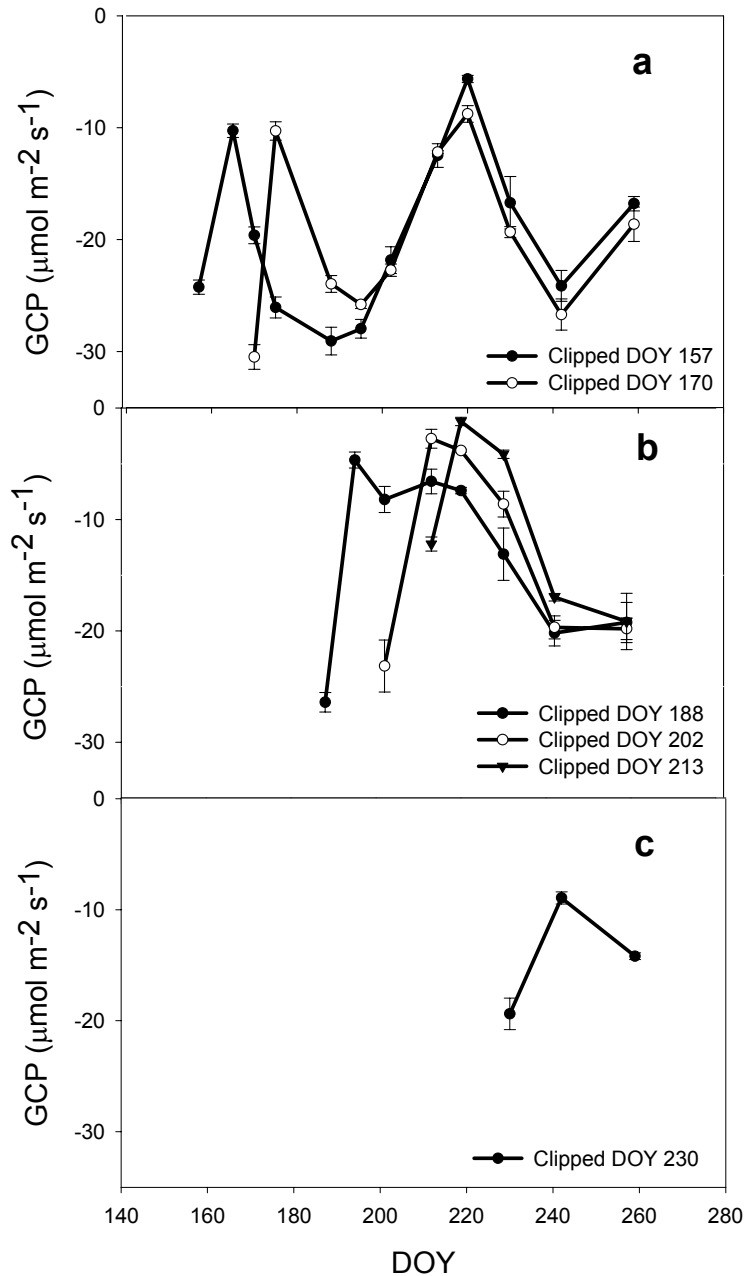 0
a
-10
-20
-30
GCP (μmol m-2 s-1)
Clipped DOY 157
Clipped DOY 170
0
b
-10
-20
-30
GCP (μmol m-2 s-1)
Clipped DOY 188
Clipped DOY 202
Clipped DOY 213
0
c
-10
-20
-30
GCP (μmol m-2 s-1)
Clipped DOY 230
140 160 180 200 220 240 260 280
DOY